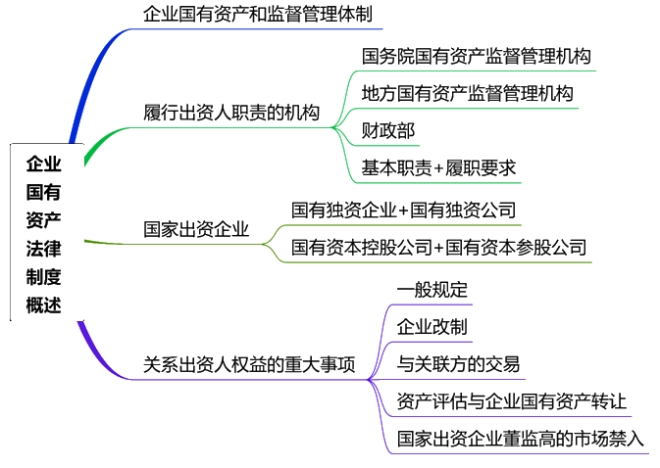 企业
国有
资产
法律
制度
概述
企业国有资产和监督管理体制
履行出资人职责的机构
国务院国有资产监督管理机构
地方国有资产监督管理机构
财政部
基本职责+履职要求
国家出资企业
国有独资企业+国有独资公司
国有资本控股公司+国有资本参股公司
关系出资人权益的重大事项
一般规定
企业改制
与关联方的交易
资产评估与企业国有资产转让
国家出资企业董监高的市场禁入